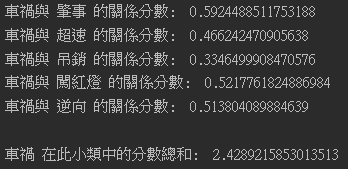 車禍與 肇事 的關係分數: 0.5924488511753188
車禍與 超速 的關係分數: 0.466242470905638
車禍與 吊銷 的關係分數: 0.3346499908470576
車禍與 闖紅燈 的關係分數: 0.5217761824886984
車禍與 逆向 的關係分數: 0.513804089884639
車禍 在此小類中的分數總和: 2.4289215853013513